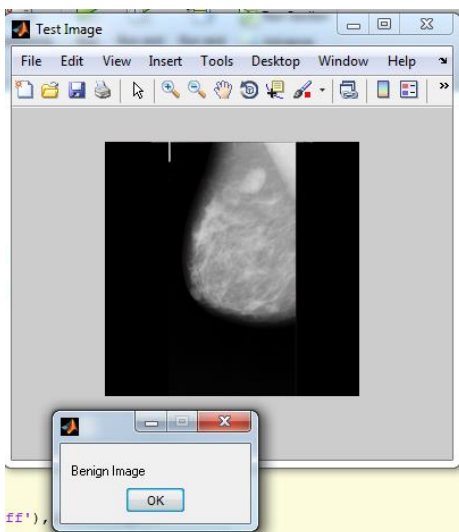 Test Image
File Edit View Insert Tools Desktop Window Help
Benign Image
OK
ff'),